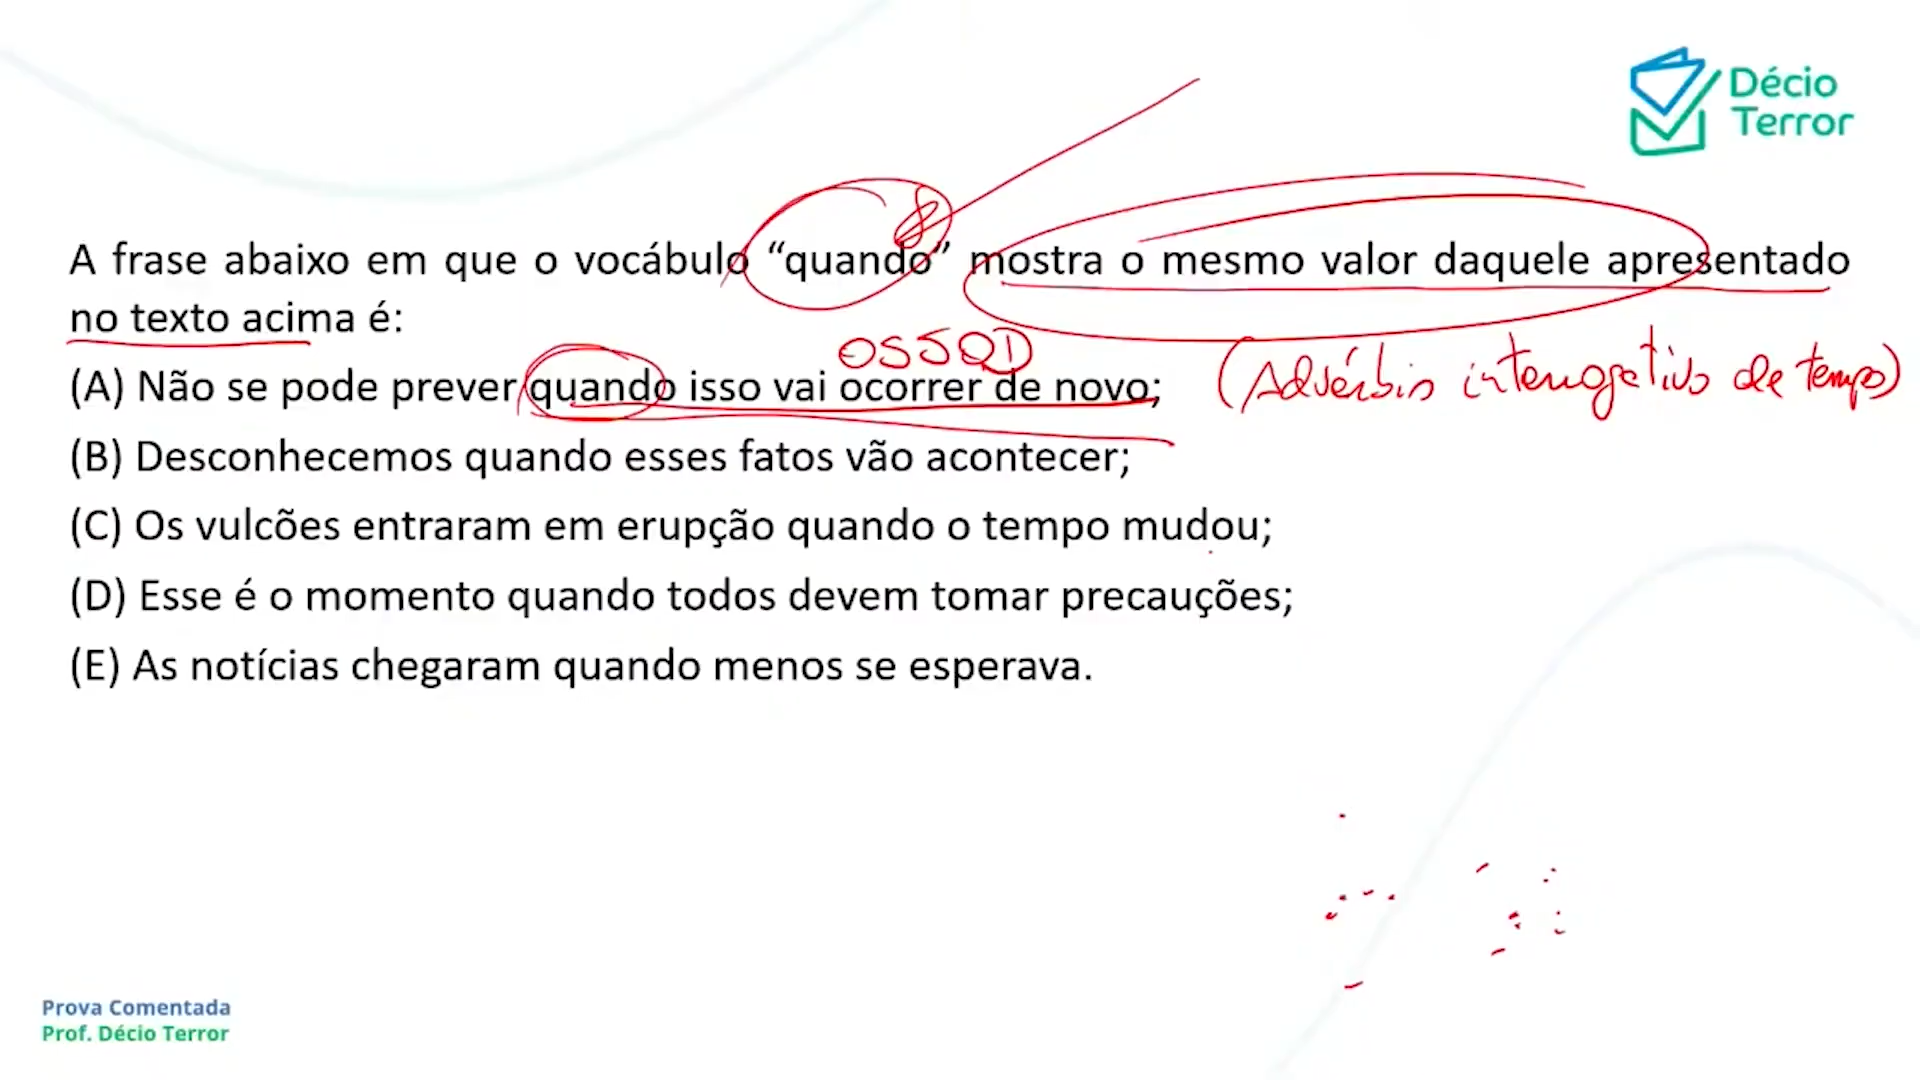 Décio
Terror
A frase abaixo em que o vocábulo “quando” mostra o mesmo valor daquele apresentado
no texto acima é:
OSSQD
(A) Não se pode prever quando isso vai ocorrer de novo; (Advérbio interrogativo de tempo)
(B) Desconhecemos quando esses fatos vão acontecer;
(C) Os vulcões entraram em erupção quando o tempo mudou;
(D) Esse é o momento quando todos devem tomar precauções;
(E) As notícias chegaram quando menos se esperava.
Prova Comentada
Prof. Décio Terror